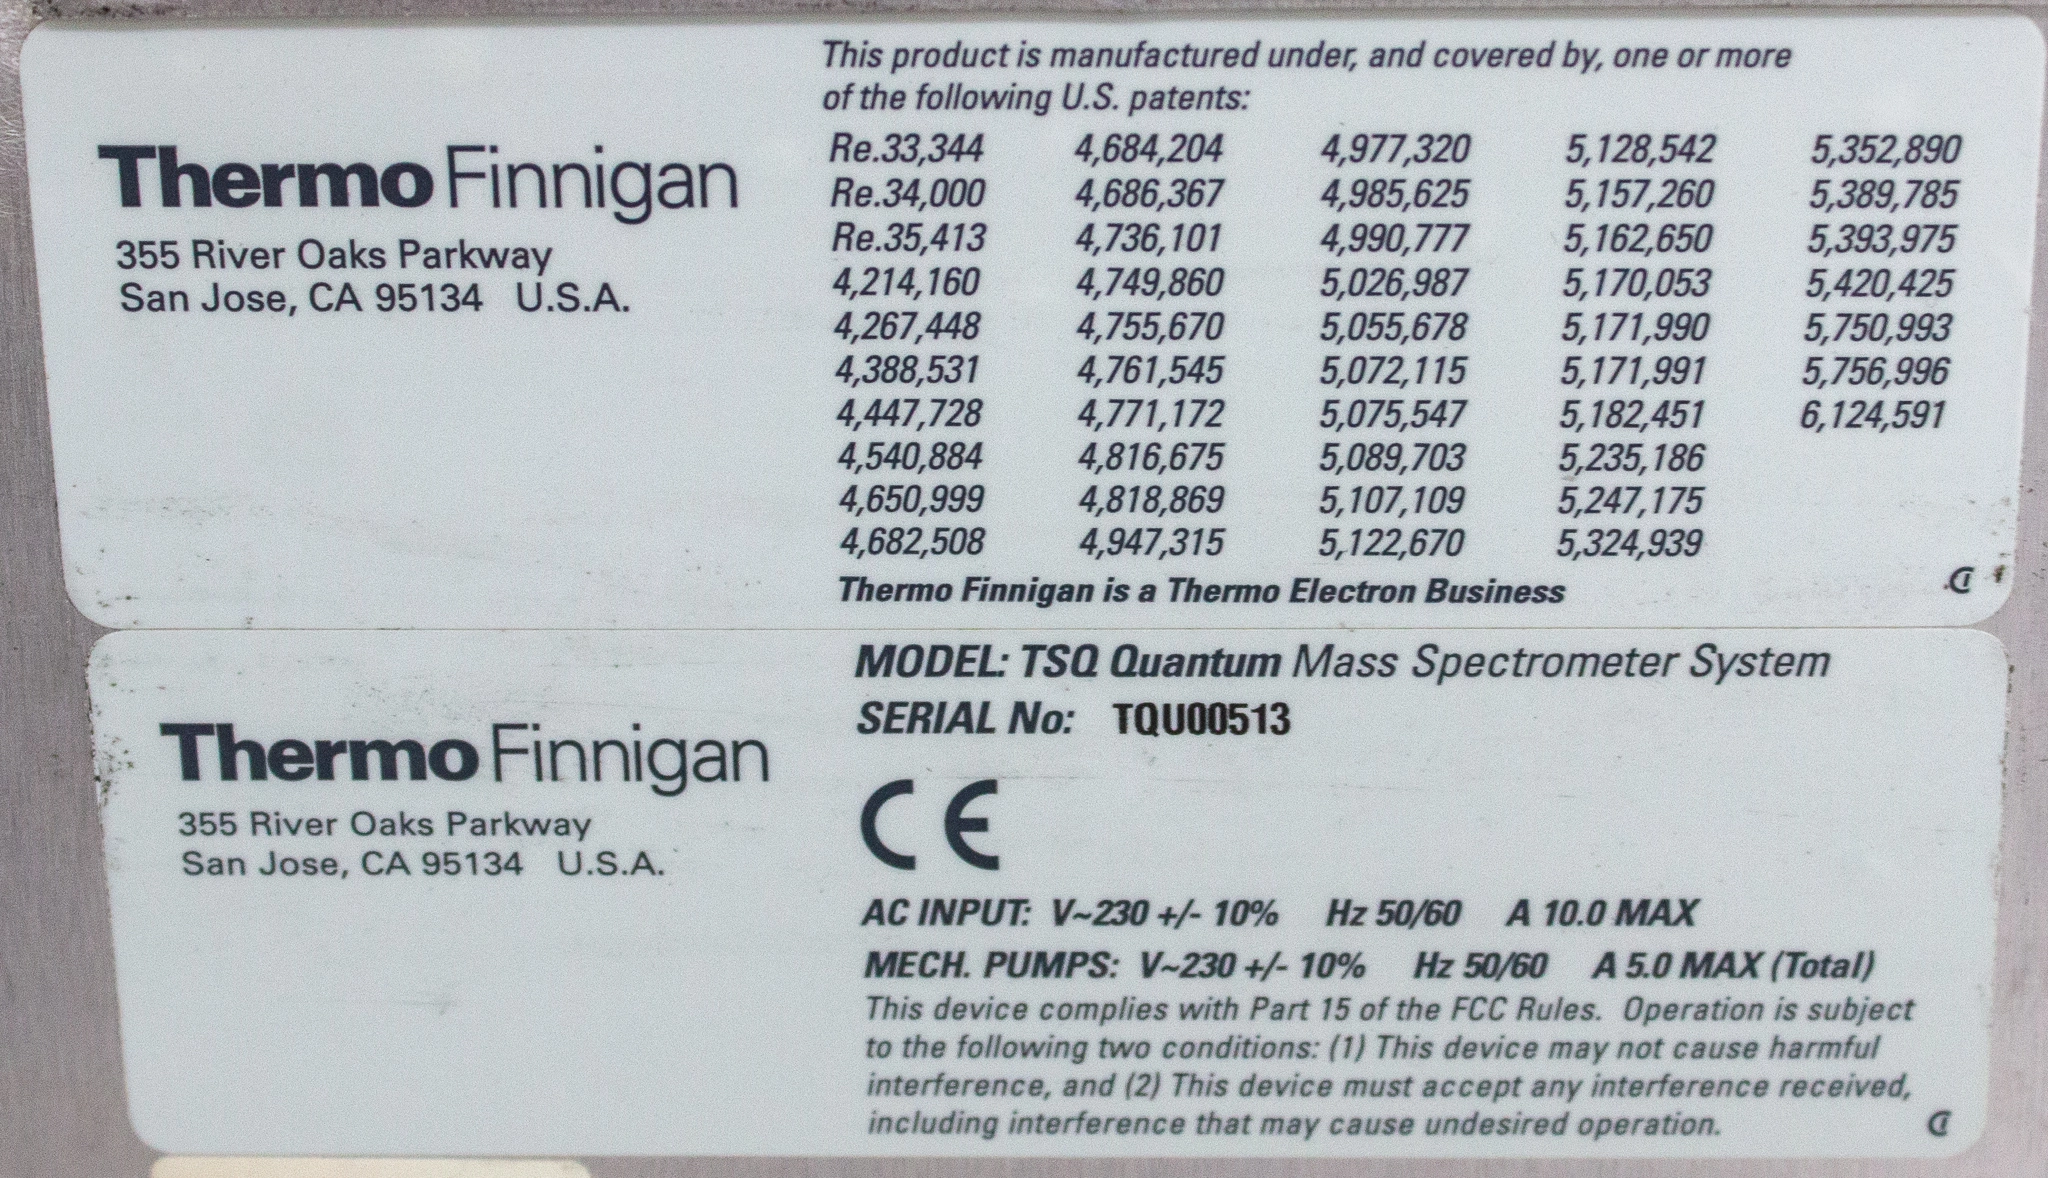 Thermo Finnigan
355 River Oaks Parkway
San Jose, CA 95134 U.S.A.
This product is manufactured under, and covered by, one or more
of the following U.S. patents:
Re.33,344 4,684,204 4,977,320 5,128,542 5,352,890
Re.34,000 4,686,367 4,985,625 5,157,260 5,389,785
Re.35,413 4,736,101 4,990,777 5,162,650 5,393,975
4,214,160 4,749,860 5,026,987 5,170,053 5,420,425
4,267,448 4,755,670 5,055,678 5,171,990 5,750,993
4,388,531 4,761,545 5,072,115 5,171,991 5,756,996
4,447,728 4,771,172 5,075,547 5,182,451 6,124,591
4,540,884 4,816,675 5,089,703 5,235,186
4,650,999 4,818,869 5,107,109 5,247,175
4,682,508 4,947,315 5,122,670 5,324,939
Thermo Finnigan is a Thermo Electron Business
Thermo Finnigan
355 River Oaks Parkway
San Jose, CA 95134 U.S.A.
MODEL: TSQ Quantum Mass Spectrometer System
SERIAL No: TQU00513
CE
AC INPUT: V~230 +/- 10% Hz 50/60 A 10.0 MAX
MECH. PUMPS: V~230 +/- 10% Hz 50/60 A 5.0 MAX (Total)
This device complies with Part 15 of the FCC Rules. Operation is subject
to the following two conditions: (1) This device may not cause harmful
interference, and (2) This device must accept any interference received,
including interference that may cause undesired operation.